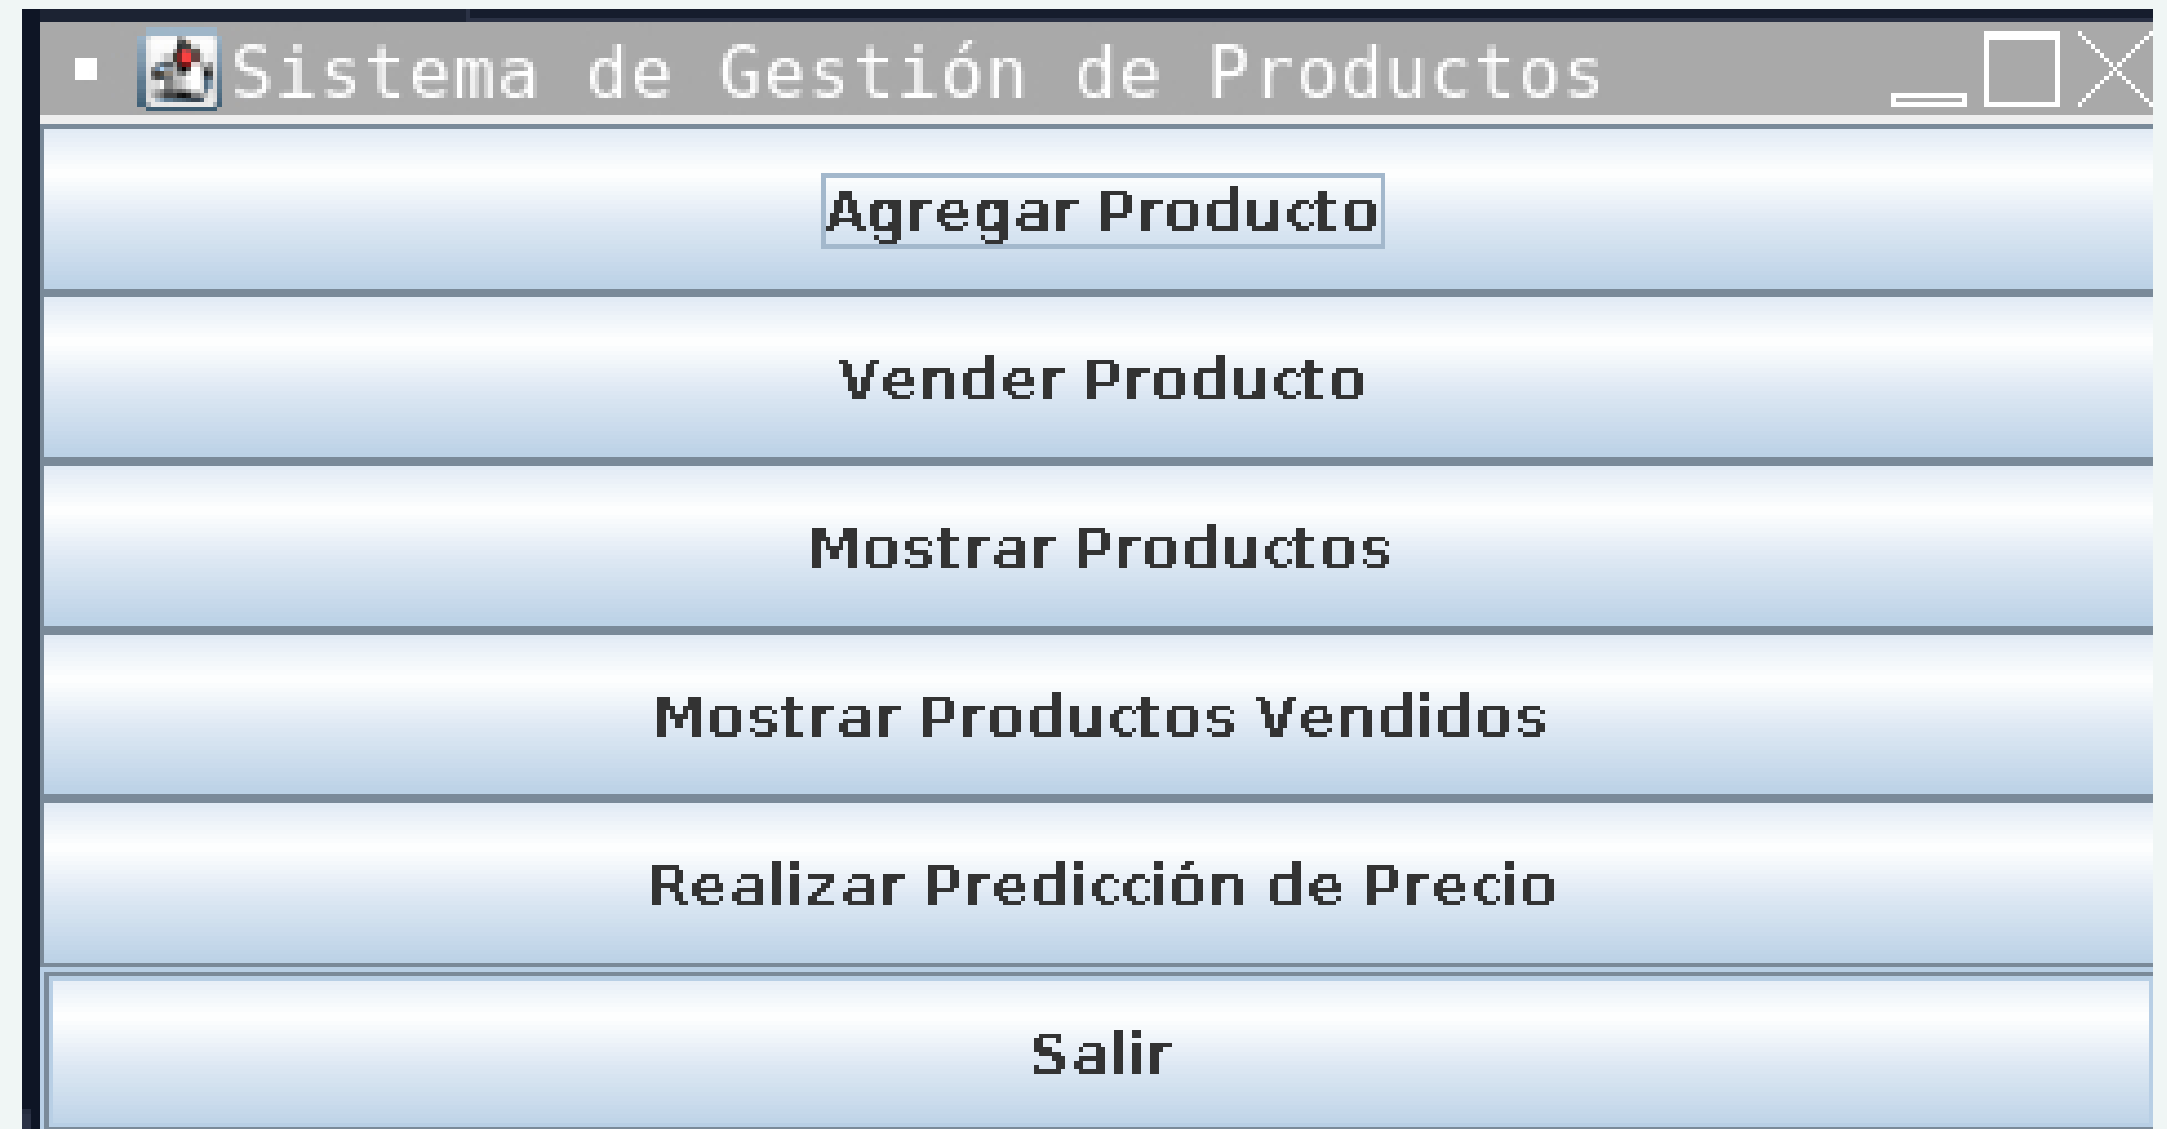 Sistema de Gestión de Productos
Agregar Producto
Vender Producto
Mostrar Productos
Mostrar Productos Vendidos
Realizar Predicción de Precio
Salir